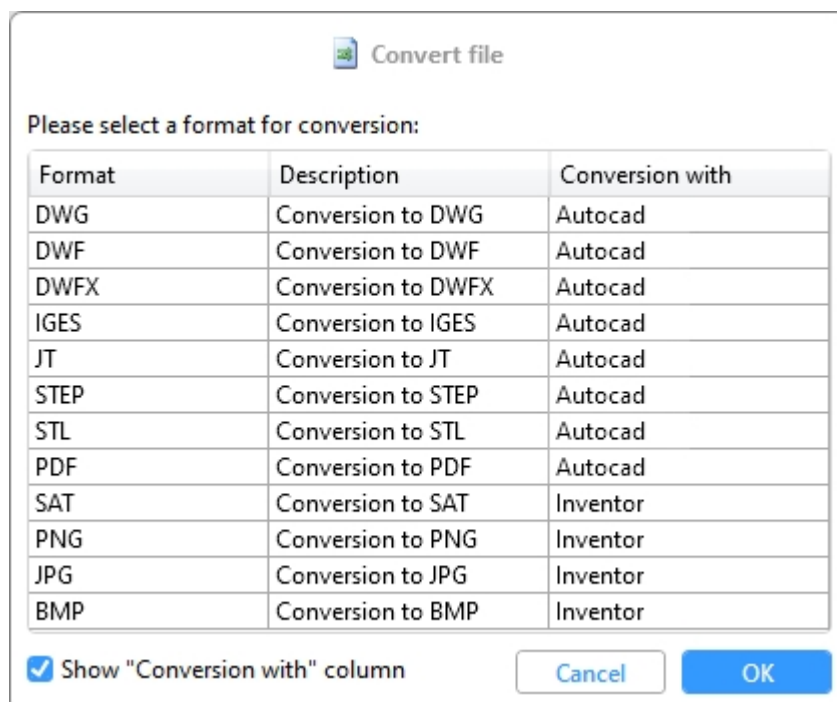 Convert file
Please select a format for conversion:
Format Description Conversion with
DWG Conversion to DWG Autocad
DWF Conversion to DWF Autocad
DWFX Conversion to DWFX Autocad
IGES Conversion to IGES Autocad
JT Conversion to JT Autocad
STEP Conversion to STEP Autocad
STL Conversion to STL Autocad
PDF Conversion to PDF Autocad
SAT Conversion to SAT Inventor
PNG Conversion to PNG Inventor
JPG Conversion to JPG Inventor
BMP Conversion to BMP Inventor
Show "Conversion with" column Cancel OK